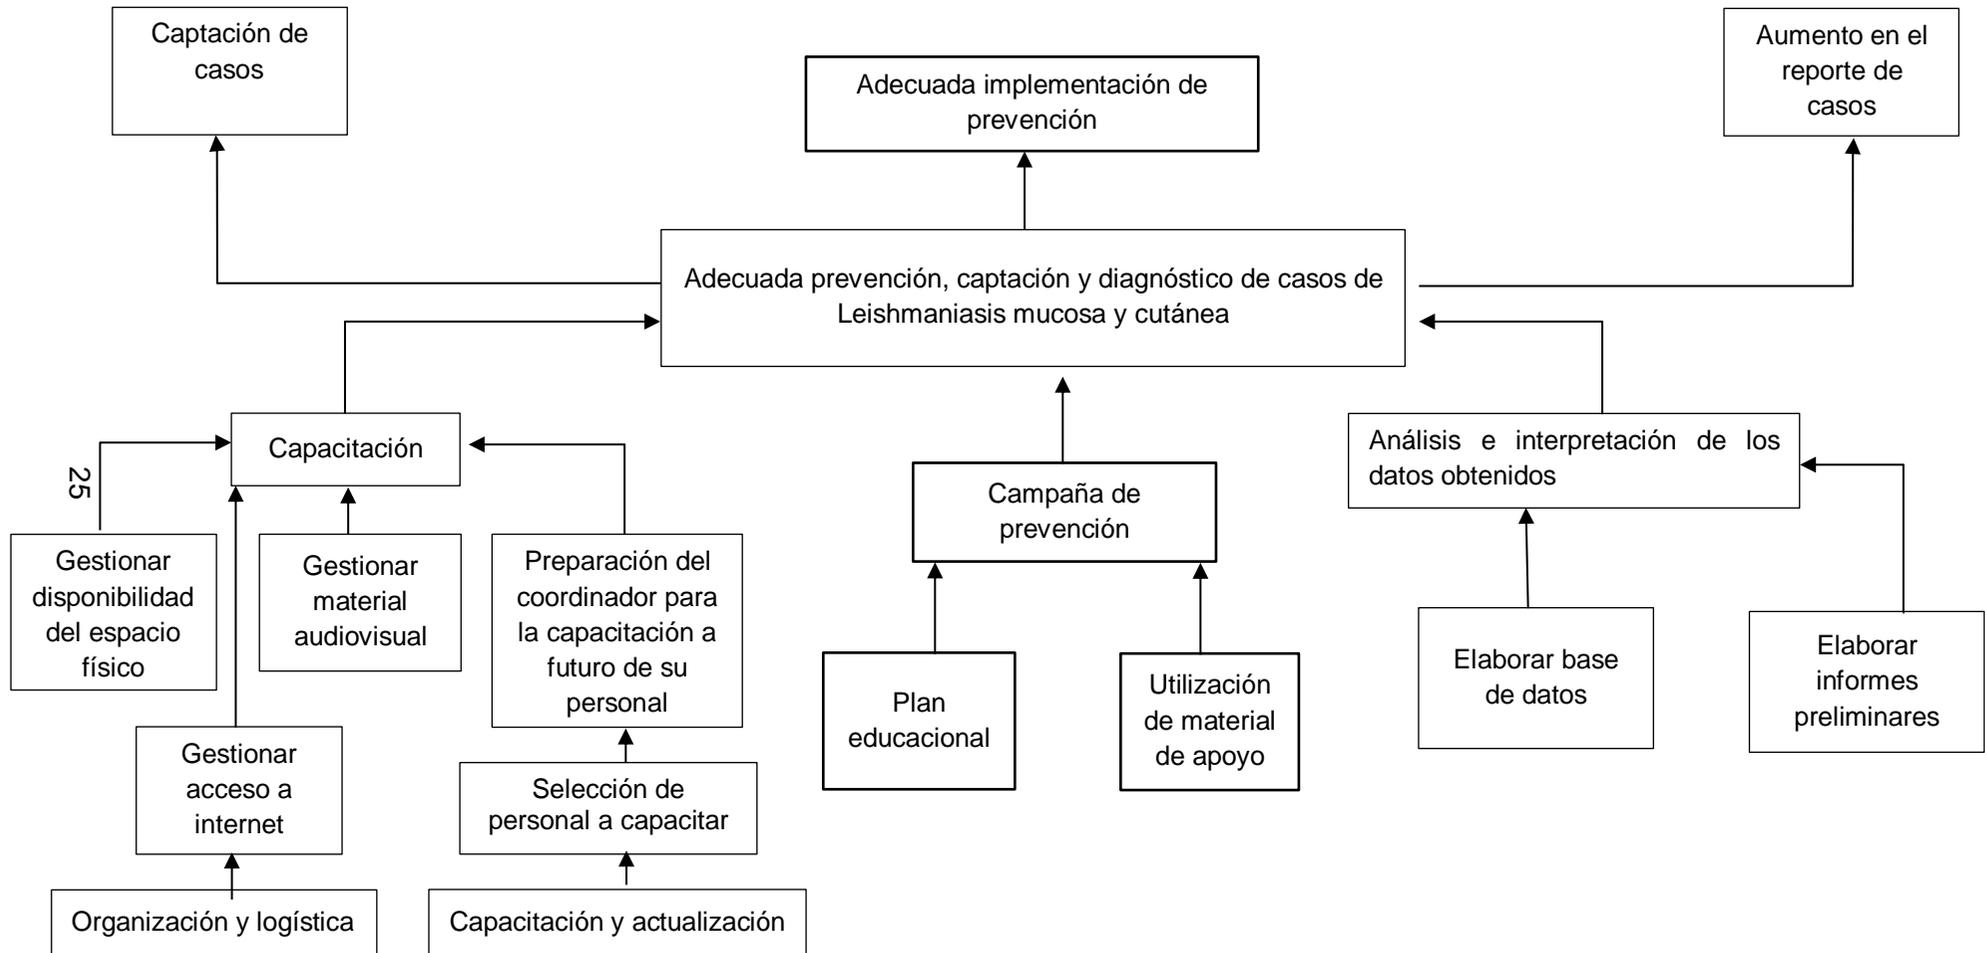 Captación de
casos
Adecuada implementación de
prevención
Aumento en el
reporte de
casos
Adecuada prevención, captación y diagnóstico de casos de
Leishmaniasis mucosa y cutánea
Capacitación
25
Campaña de
prevención
Análisis e interpretación de los
datos obtenidos
Gestionar
disponibilidad
del espacio
físico
Gestionar
material
audiovisual
Preparación del
coordinador para
la capacitación a
futuro de su
personal
Plan
educacional
Utilización
de material
de apoyo
Elaborar base
de datos
Elaborar
informes
preliminares
Gestionar
acceso a
internet
Selección de
personal a capacitar
Organización y logística
Capacitación y actualización